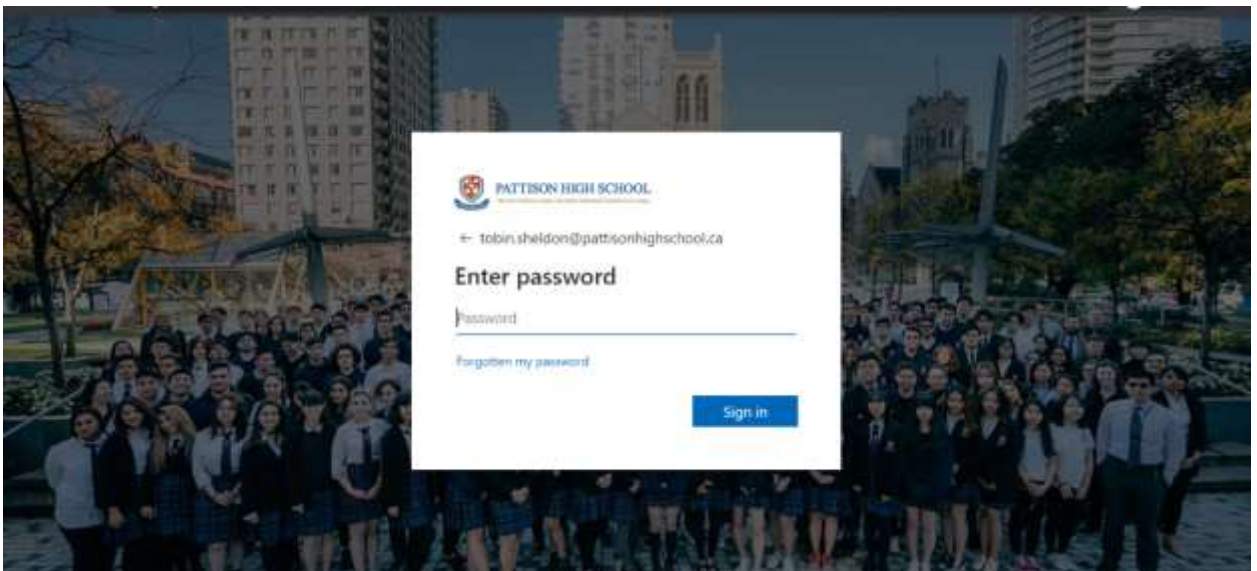 PATTISON HIGH SCHOOL
← tobin.sheldon@pattisonhighschool.ca
Enter password
Password
Forgotten my password
Sign in